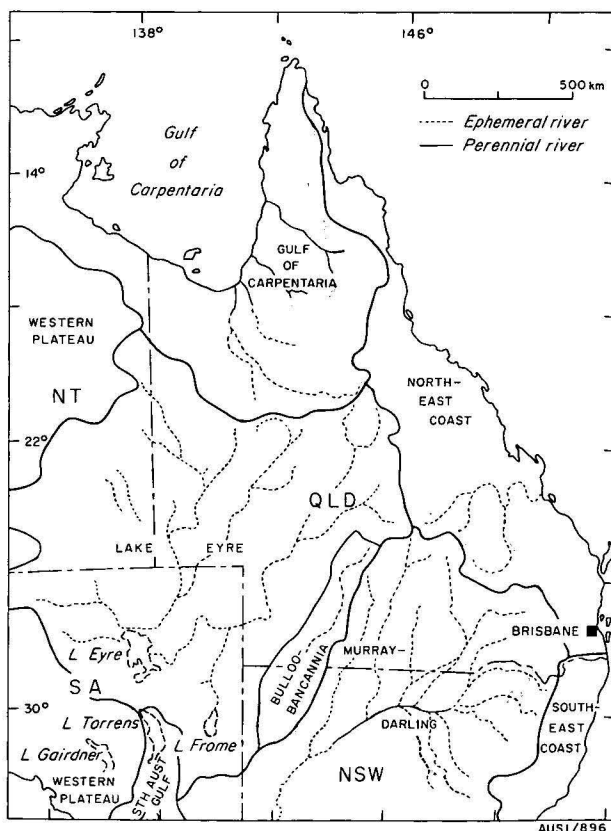 138°
146°
0
500 km
Ephemeral river
Perennial river
Gulf
of
Carpentaria
14°
GULF
OF
CARPENTARIA
WESTERN
PLATEAU
NT
NORTH-
EAST
COAST
22°
QLD
LAKE EYRE
BRISBANE
L Eyre
BULLOO-
BANCANNIA
MURRAY-
SA
30°
L Torrens
L Frome
DARLING
SOUTH-
EAST
COAST
L Gairdner
WESTERN
PLATEAU
STH AUST
GULF
NSW
AUS 1/896